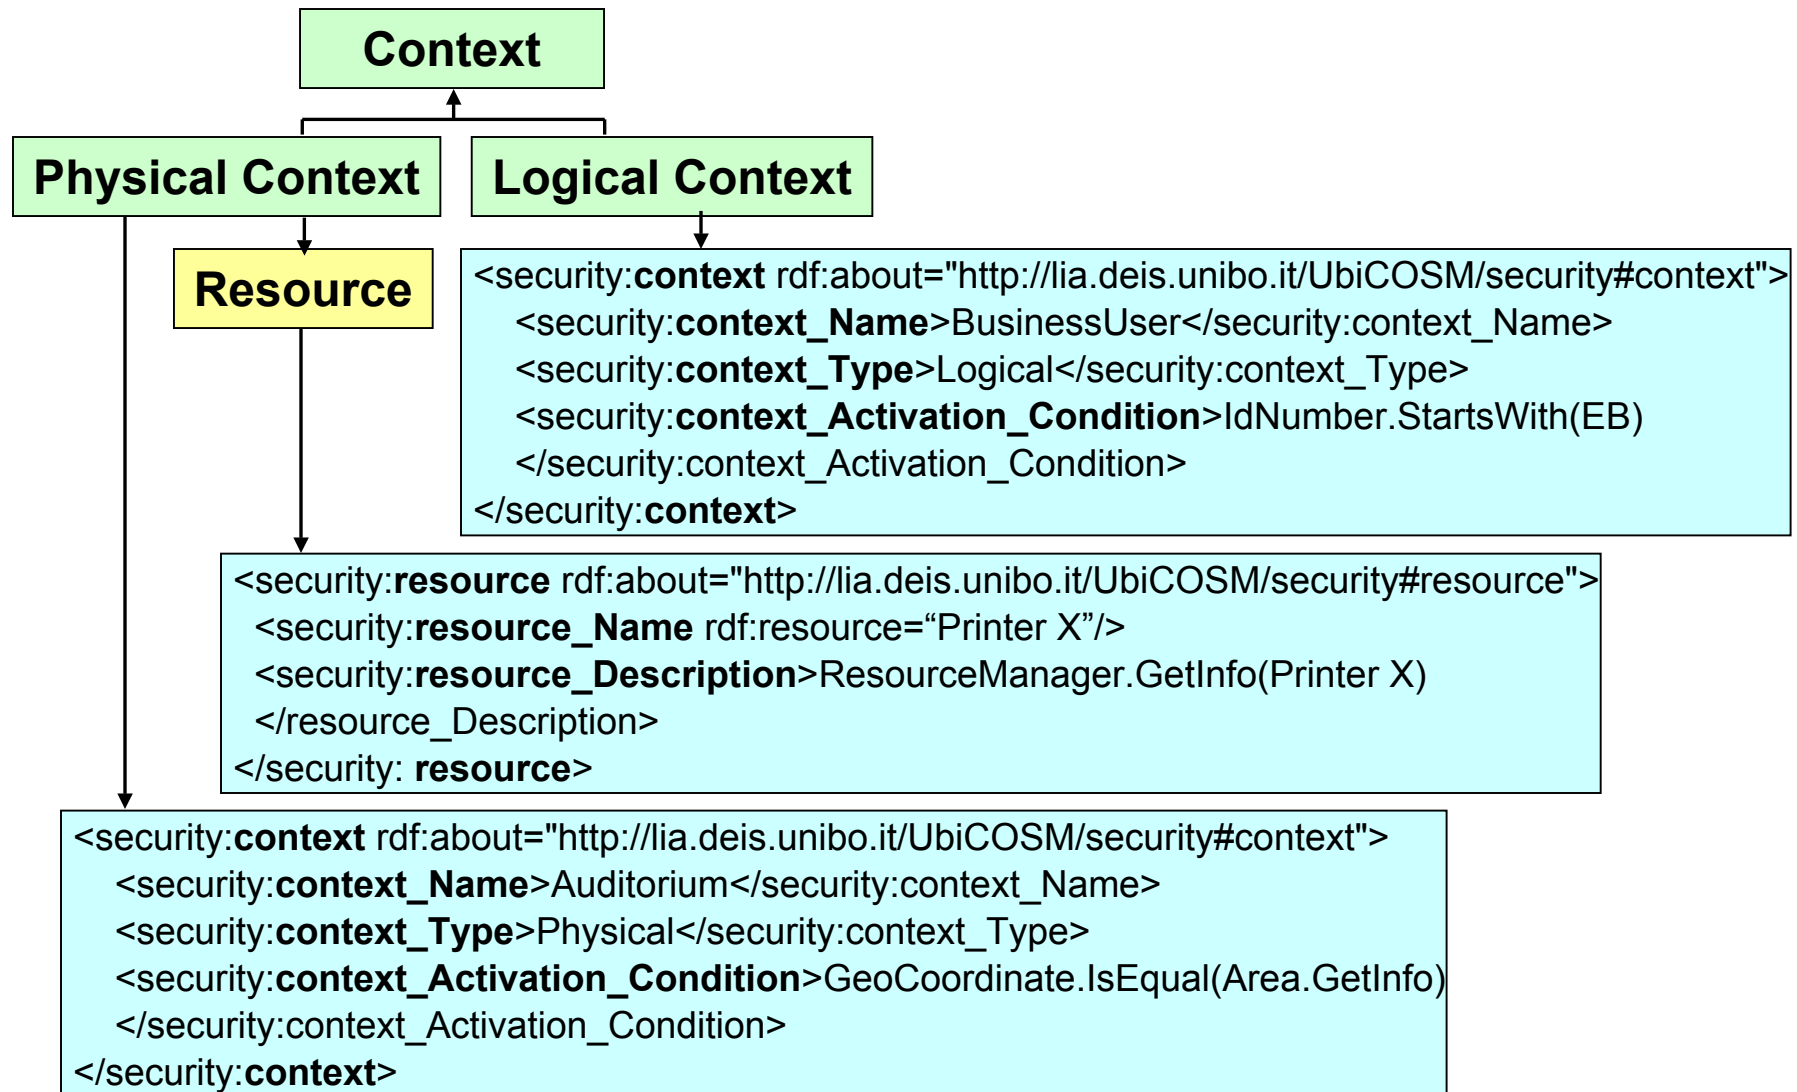 Context
Physical Context
Logical Context
Resource
<security:context rdf:about="http://lia.deis.unibo.it/UbiCOSM/security#context">
<security:context_Name>BusinessUser</security:context_Name>
<security:context_Type>Logical</security:context_Type>
<security:context_Activation_Condition>IdNumber.StartsWith(EB)
</security:context_Activation_Condition>
</security:context>
<security:resource rdf:about="http://lia.deis.unibo.it/UbiCOSM/security#resource">
<security:resource_Name rdf:resource=“Printer X”/>
<security:resource_Description>ResourceManager.GetInfo(Printer X)
</resource_Description>
</security: resource>
<security:context rdf:about="http://lia.deis.unibo.it/UbiCOSM/security#context">
<security:context_Name>Auditorium</security:context_Name>
<security:context_Type>Physical</security:context_Type>
<security:context_Activation_Condition>GeoCoordinate.IsEqual(Area.GetInfo)
</security:context_Activation_Condition>
</security:context>